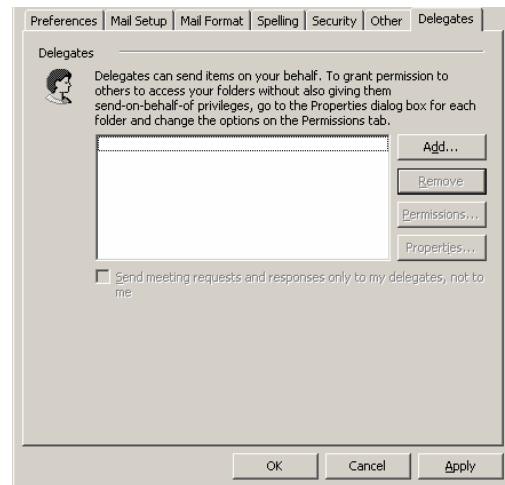 Preferences Mail Setup Mail Format Spelling Security Other Delegates
Delegates
Delegates can send items on your behalf. To grant permission to
others to access your folders without also giving them
send-on-behalf-of privileges, go to the Properties dialog box for each
folder and change the options on the Permissions tab.
Add...
Remove
Permissions...
Properties...
Send meeting requests and responses only to my delegates, not to
me
OK Cancel Apply